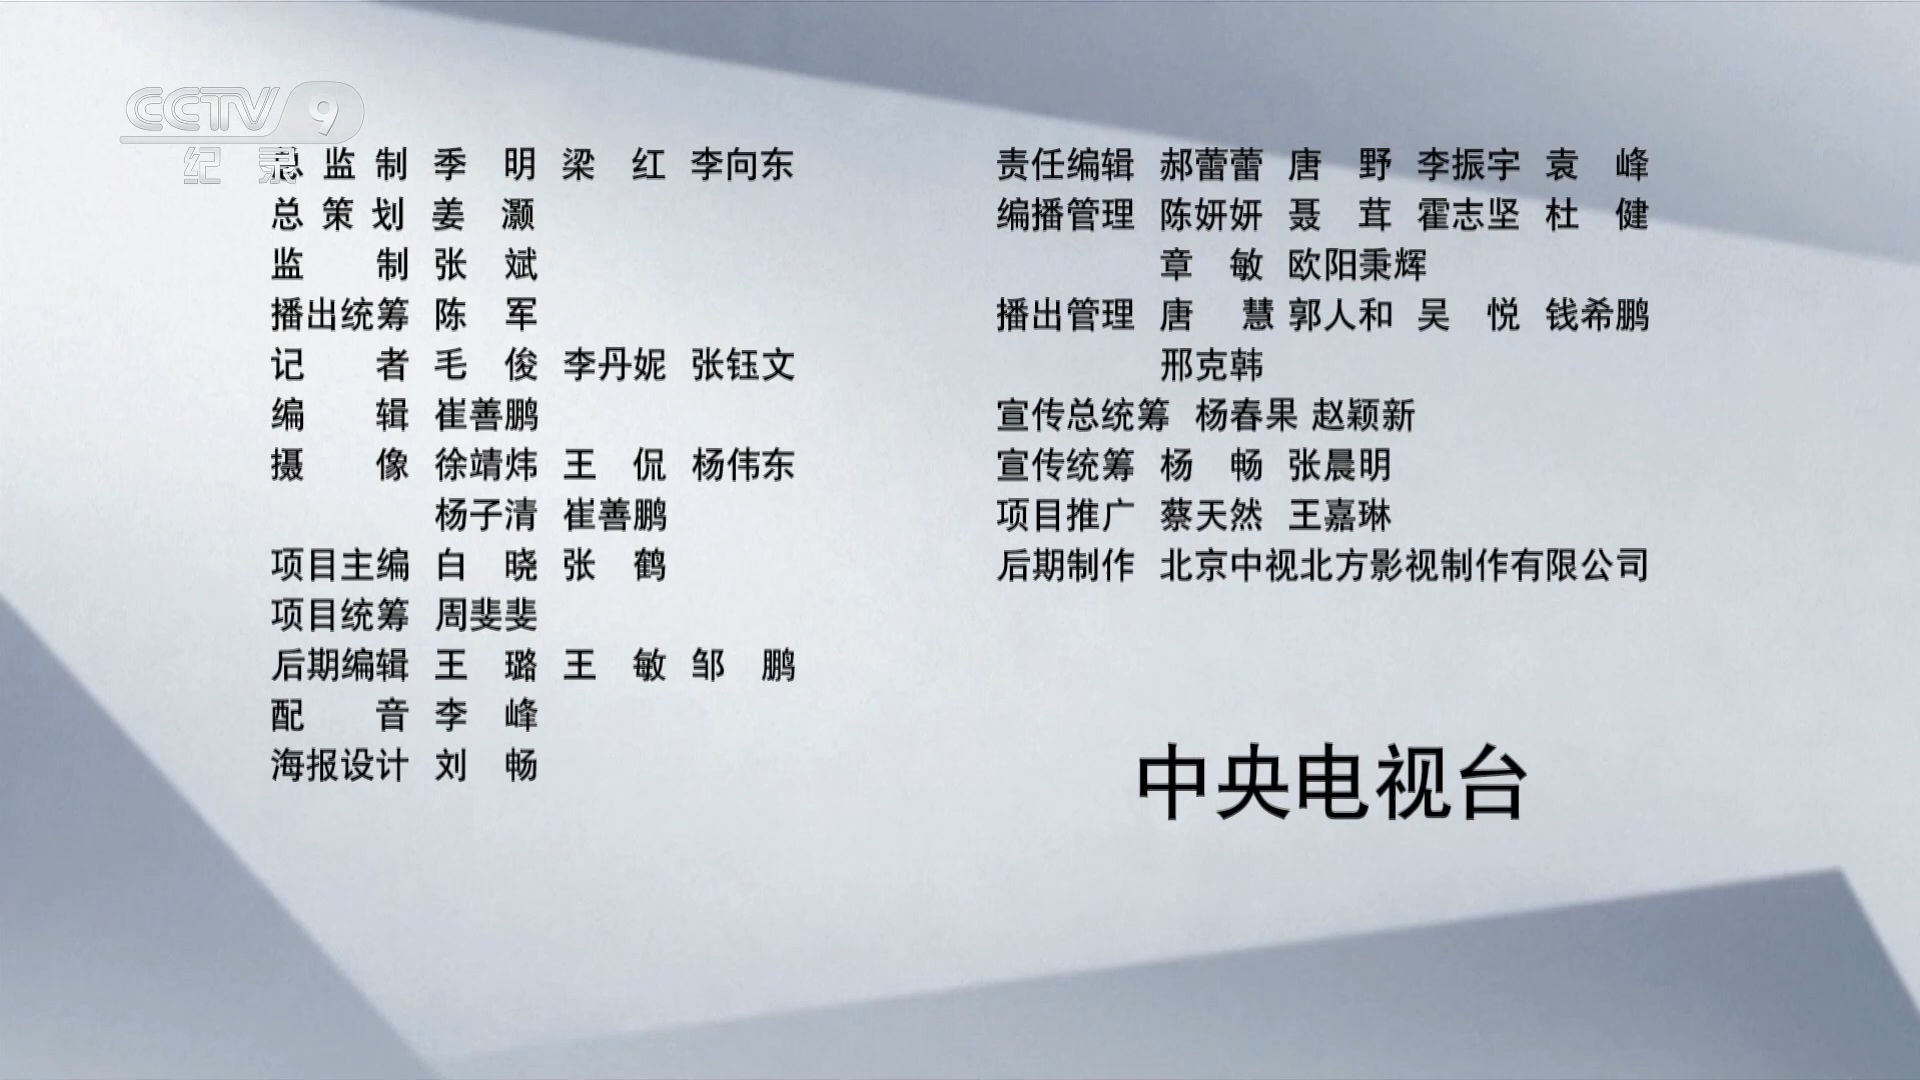 CCTV 9
纪录
总监制 季明 梁红 李向东
总策划 姜灏
监制 张斌
播出统筹 陈军
记者 毛俊 李丹妮 张钰文
编辑 崔善鹏
摄像 徐靖炜 王侃 杨伟东
杨子清 崔善鹏
项目主编 白晓 张鹤
项目统筹 周斐斐
后期编辑 王璐 王敏 邹鹏
配音 李峰
海报设计 刘畅
责任编辑 郝蕾蕾 唐野 李振宇 袁峰
编播管理 陈妍妍 聂茸 霍志坚 杜健
章敏 欧阳秉辉
播出管理 唐慧 郭人和 吴悦 钱希鹏
邢克韩
宣传总统筹 杨春果 赵颖新
宣传统筹 杨畅 张晨明
项目推广 蔡天然 王嘉琳
后期制作 北京中视北方影视制作有限公司
中央电视台